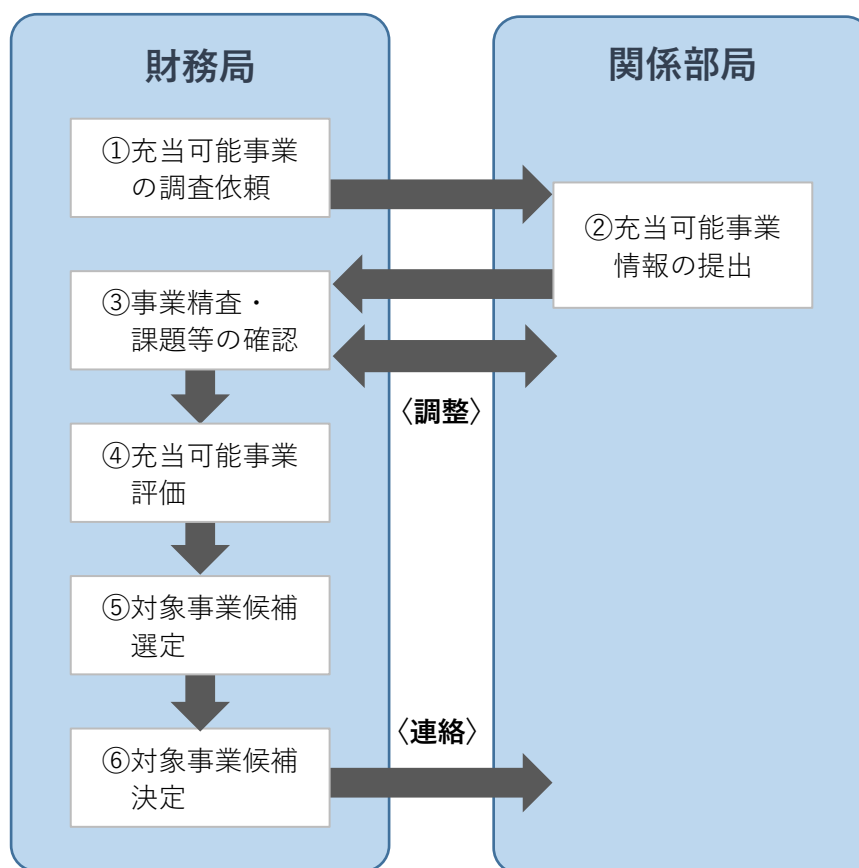 財務局
関係部局
①充当可能事業
の調査依頼
②充当可能事業
情報の提出
③事業精査・
課題等の確認
〈調整〉
④充当可能事業
評価
⑤対象事業候補
選定
〈連絡〉
⑥対象事業候補
決定